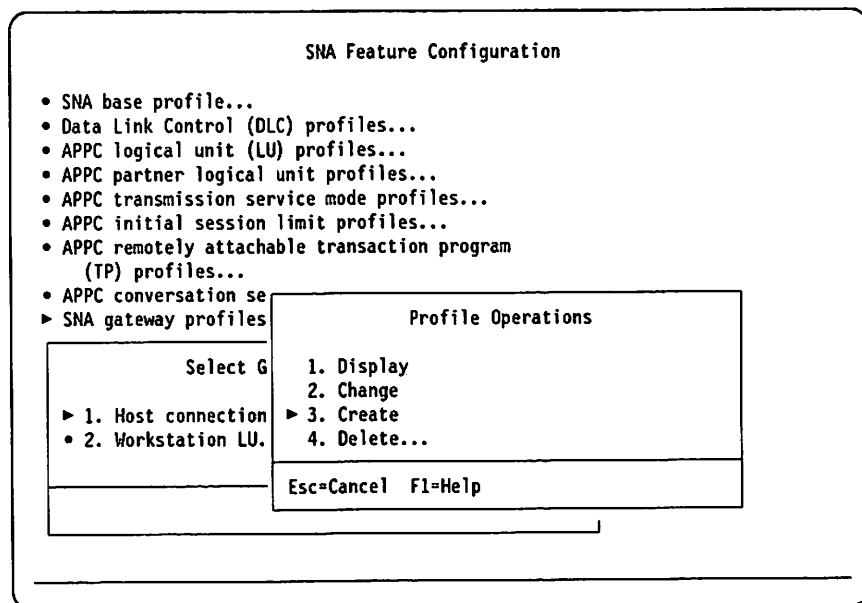 SNA Feature Configuration
• SNA base profile...
• Data Link Control (DLC) profiles...
• APPC logical unit (LU) profiles...
• APPC partner logical unit profiles...
• APPC transmission service mode profiles...
• APPC initial session limit profiles...
• APPC remotely attachable transaction program
(TP) profiles...
• APPC conversation se
► SNA gateway profiles
Select G
► 1. Host connection
• 2. Workstation LU.
Profile Operations
1. Display
2. Change
► 3. Create
4. Delete...
Esc=Cancel F1=Help